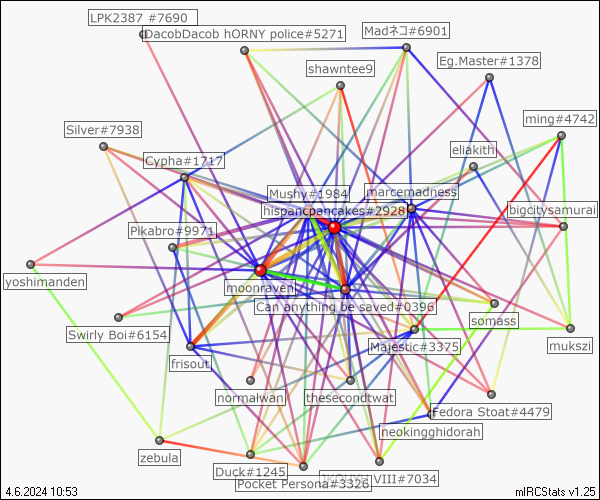 LPK2387 #7690
DacobDacob hORNY police#5271
Madネコ#6901
Eg.Master#1378
shawntee9
ming#4742
Silver#7938
eliakith
Cypha#1717
Mushy#1984
marcemadness
hispancpancakes#2928
bigcitysamurai
Pikabro#9971
yoshimanden
moonraven
Can anything be saved#0396
somass
Swirly Boi#6154
Majestic#3375
mukszi
frisout
normalwan
thesecondtwat
Fedora Stoat#4479
neokingghidorah
zebula
Duck#1245
VIII#7034
Pocket Persona#3326
4.6.2024 10:53
mIRCStats v1.25